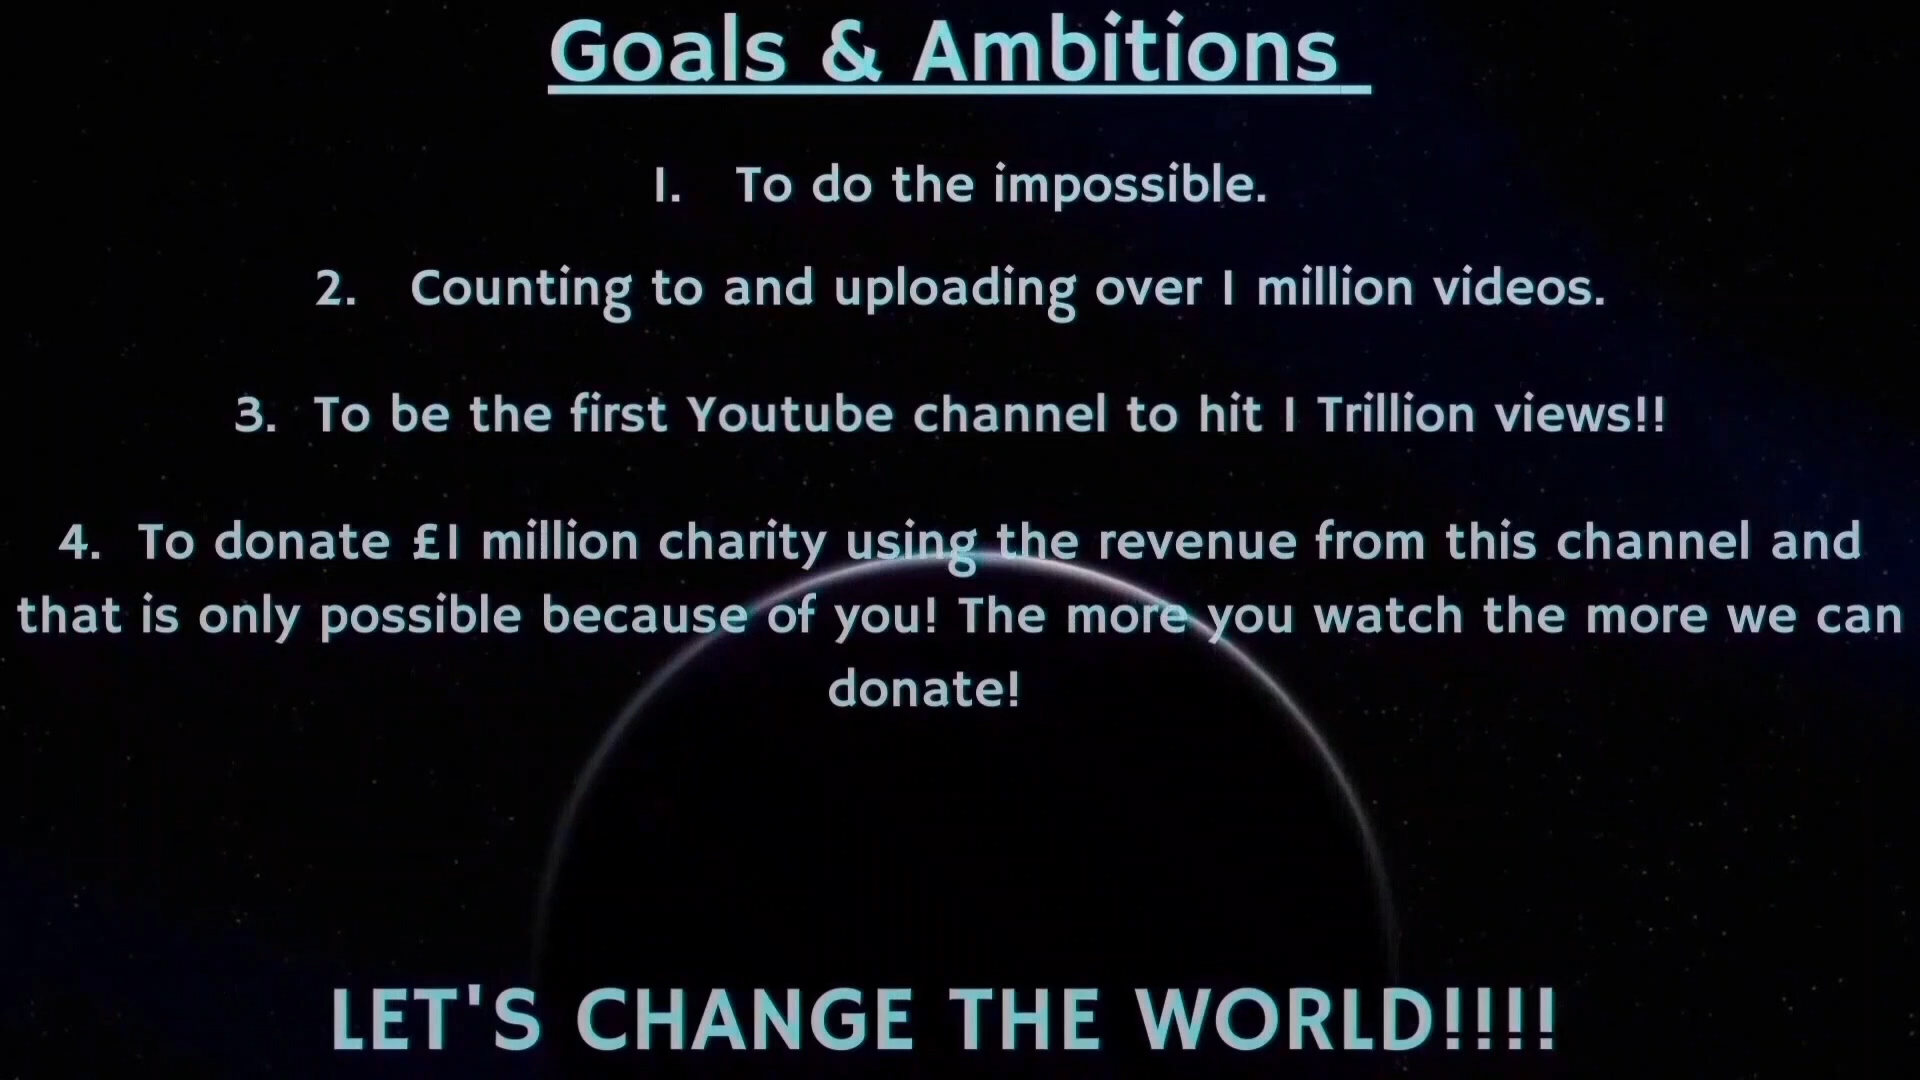 Goals & Ambitions
1. To do the impossible.
2. Counting to and uploading over 1 million videos.
3. To be the first Youtube channel to hit 1 Trillion views!!
4. To donate £1 million charity using the revenue from this channel and
that is only possible because of you! The more you watch the more we can
donate!
LET'S CHANGE THE WORLD!!!!